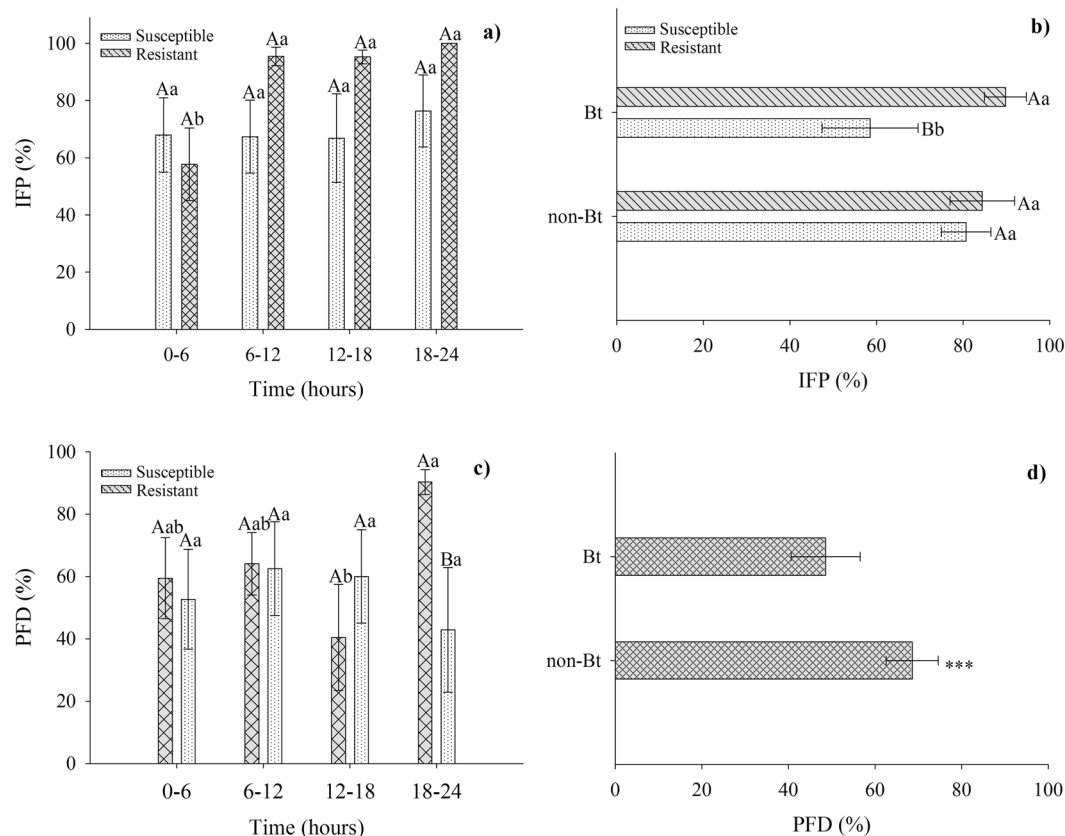 a)
Susceptible
Resistant
100
80
60
40
20
0
IFP (%)
Aa
Ab
Aa
Aa
Aa
Aa
Aa
Aa
0-6
6-12
12-18
18-24
Time (hours)
b)
Susceptible
Resistant
Bt
non-Bt
Aa
Bb
Aa
Aa
0
20
40
60
80
100
IFP (%)
c)
Susceptible
Resistant
100
80
60
40
20
0
PFD (%)
Aab
Aa
Aab
Aa
Ab
Aa
Aa
Ba
0-6
6-12
12-18
18-24
Time (hours)
d)
Bt
non-Bt
***
0
20
40
60
80
100
PFD (%)